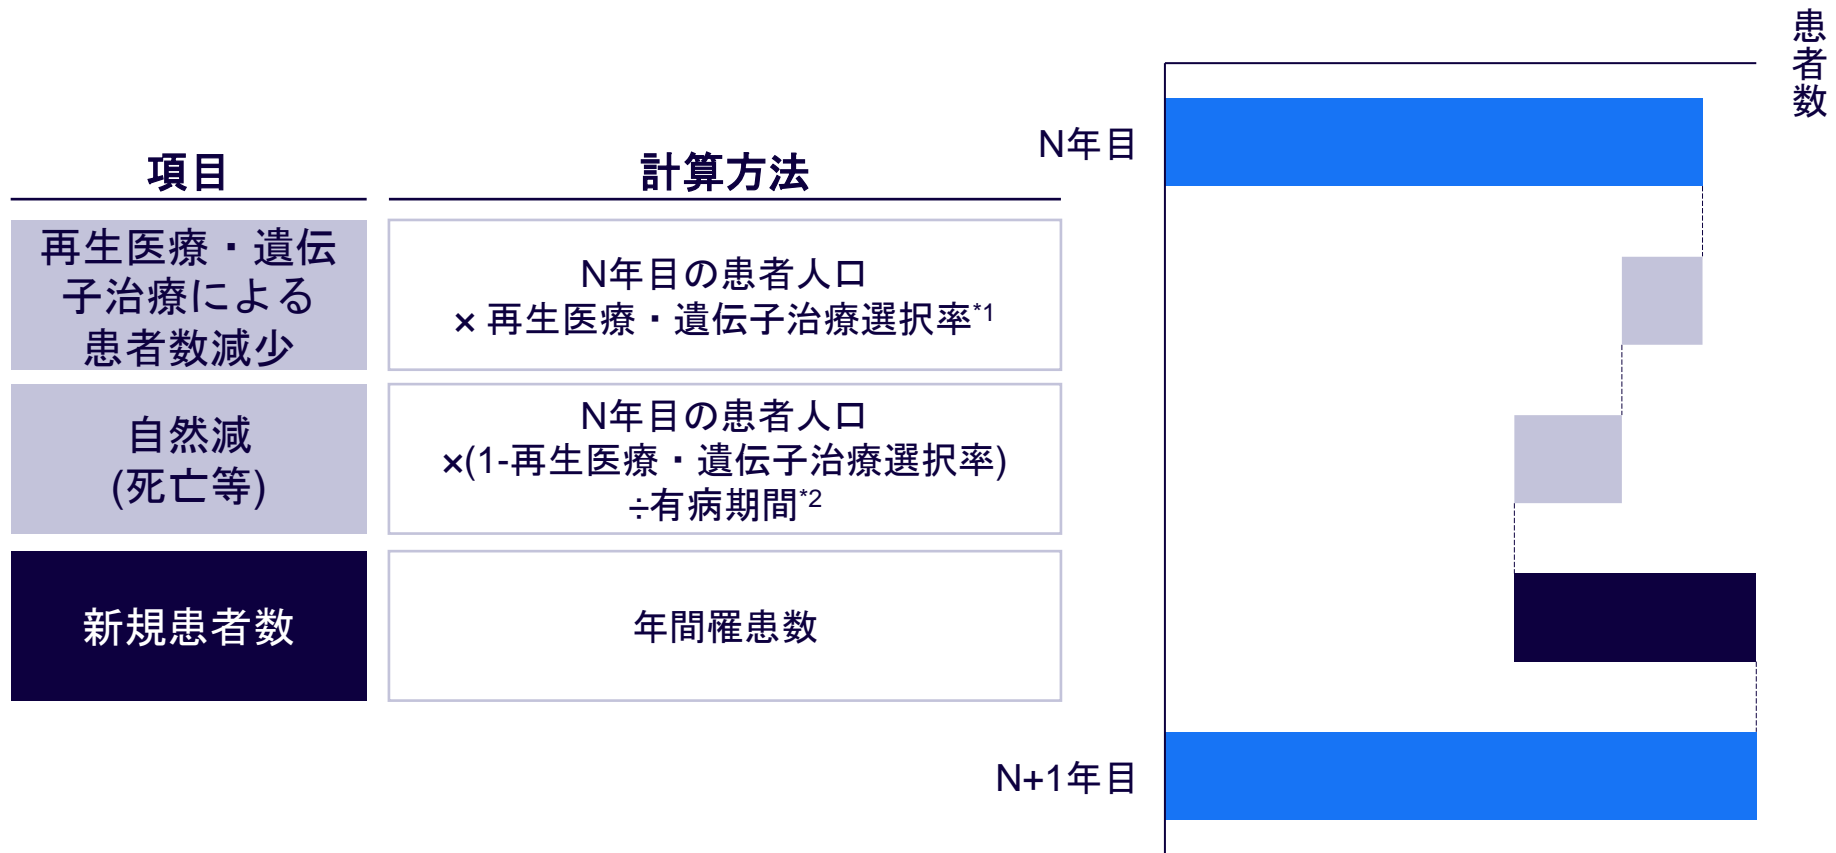 項目
計算方法
再生医療・遺伝
子治療による
患者数減少
N年目の患者人口
× 再生医療・遺伝子治療選択率*1
自然減
(死亡等)
N年目の患者人口
×(1-再生医療・遺伝子治療選択率)
÷有病期間*2
新規患者数
年間罹患数
患者数
N年目
N+1年目